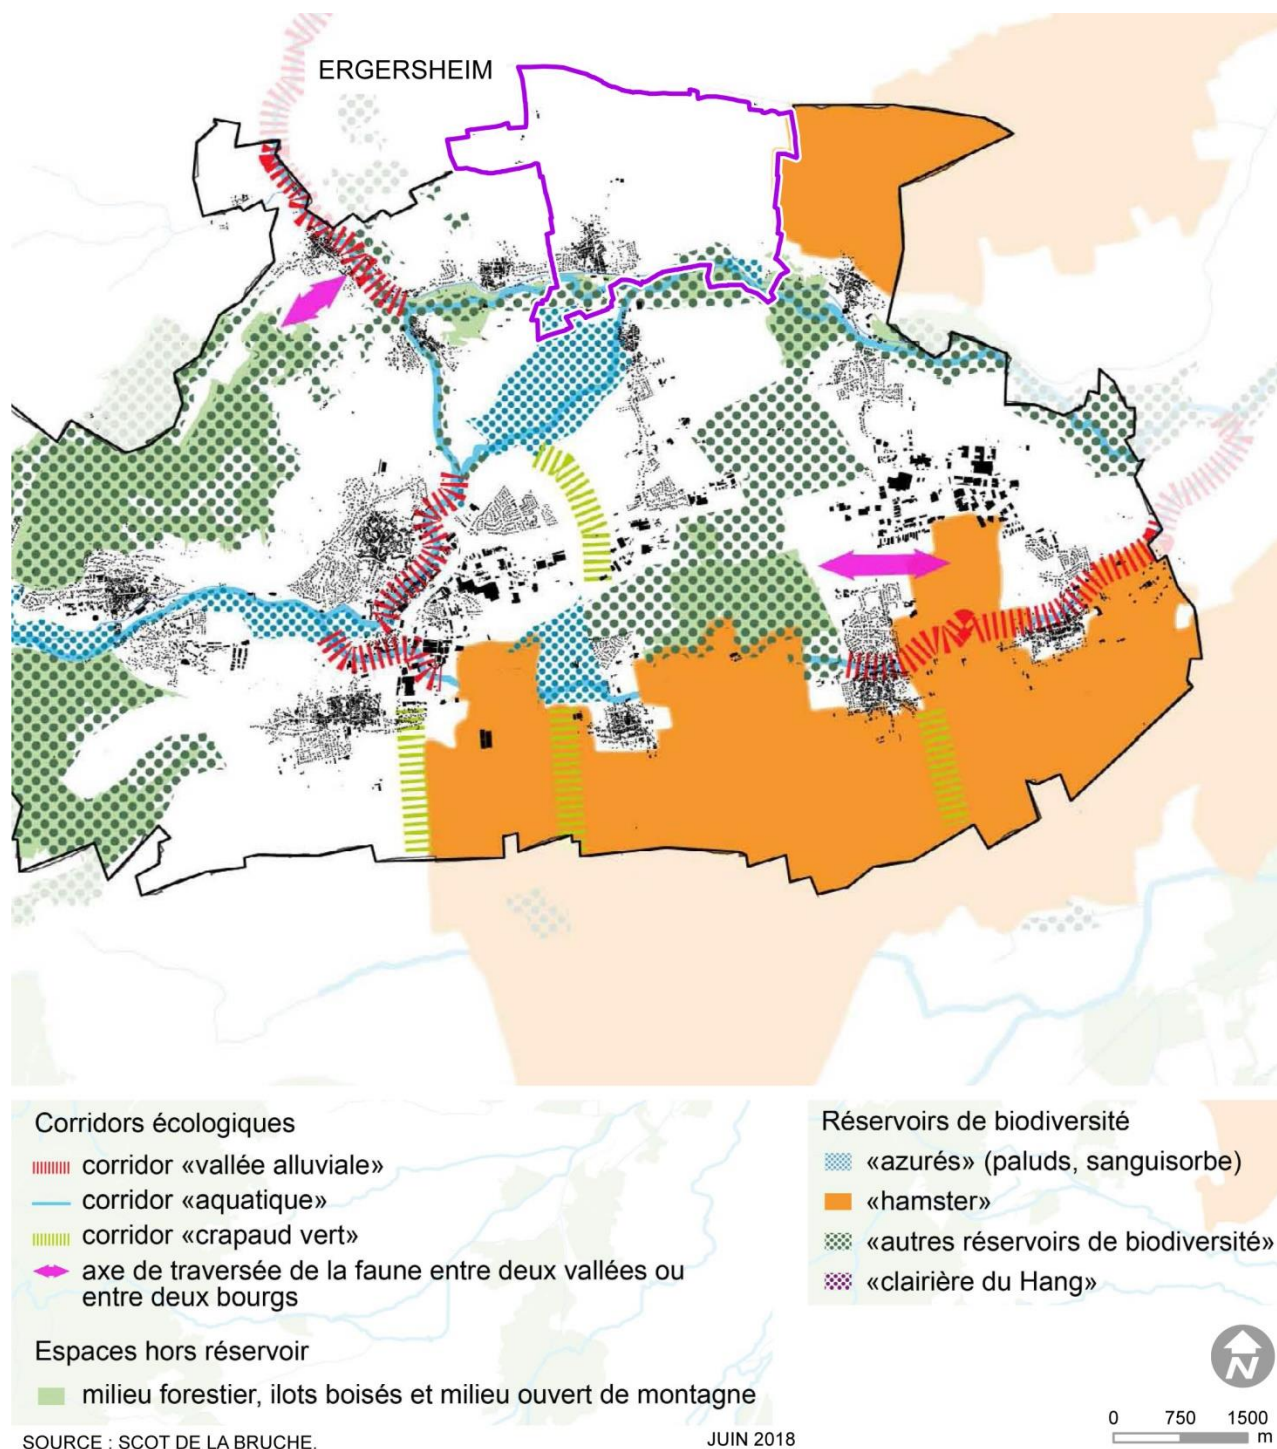 ERGERSHEIM
Corridors écologiques
corridor «vallée alluviale»
corridor «aquatique»
corridor «crapaud vert»
axe de traversée de la faune entre deux vallées ou
entre deux bourgs
Espaces hors réservoir
milieu forestier, ilots boisés et milieu ouvert de montagne
Réservoirs de biodiversité
«azurés» (paluds, sanguisorbe)
«hamster»
«autres réservoirs de biodiversité»
«clairière du Hang»
N
0 750 1500
m
SOURCE : SCOT DE LA BRUCHE.
JUIN 2018